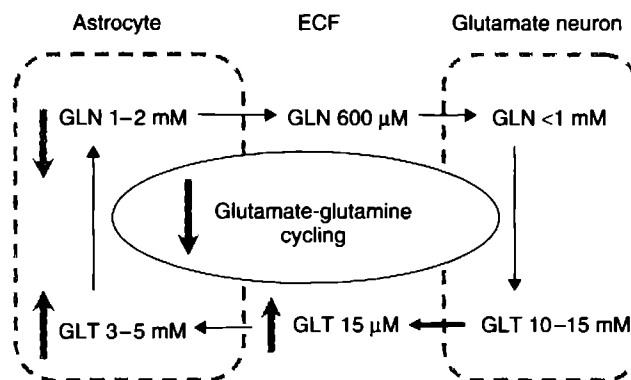 Astrocyte
ECF
Glutamate neuron
GLN 1–2 mM
GLN 600 μM
GLN <1 mM
Glutamate-glutamine
cycling
GLT 3–5 mM
GLT 15 μM
GLT 10–15 mM